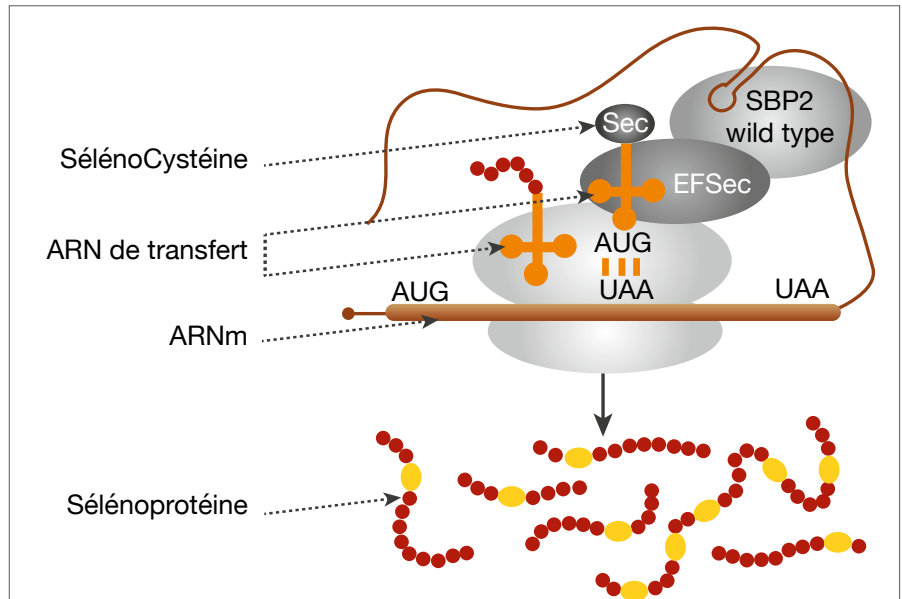 SBP2
wild type
Sec
SélénoCystéine
EFSec
ARN de transfert
AUG
AUG
UAA
UAA
ARNm
Sélénoprotéine